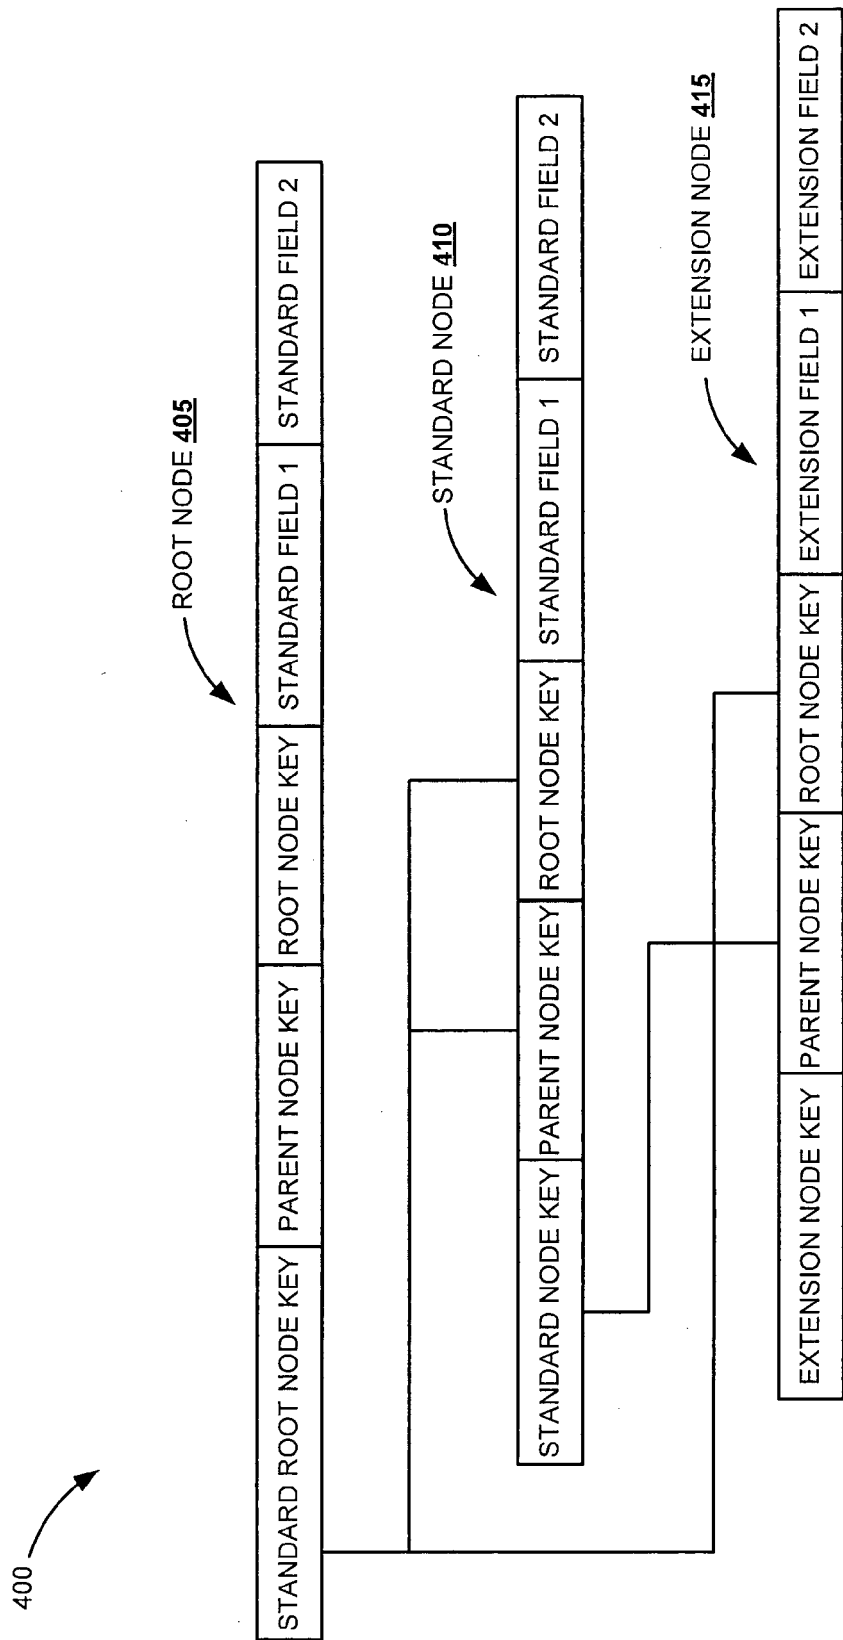 400
ROOT NODE 405
STANDARD ROOT NODE KEY
PARENT NODE KEY
ROOT NODE KEY
STANDARD FIELD 1
STANDARD FIELD 2
STANDARD NODE 410
STANDARD NODE KEY
PARENT NODE KEY
ROOT NODE KEY
STANDARD FIELD 1
STANDARD FIELD 2
EXTENSION NODE 415
EXTENSION NODE KEY
PARENT NODE KEY
ROOT NODE KEY
EXTENSION FIELD 1
EXTENSION FIELD 2